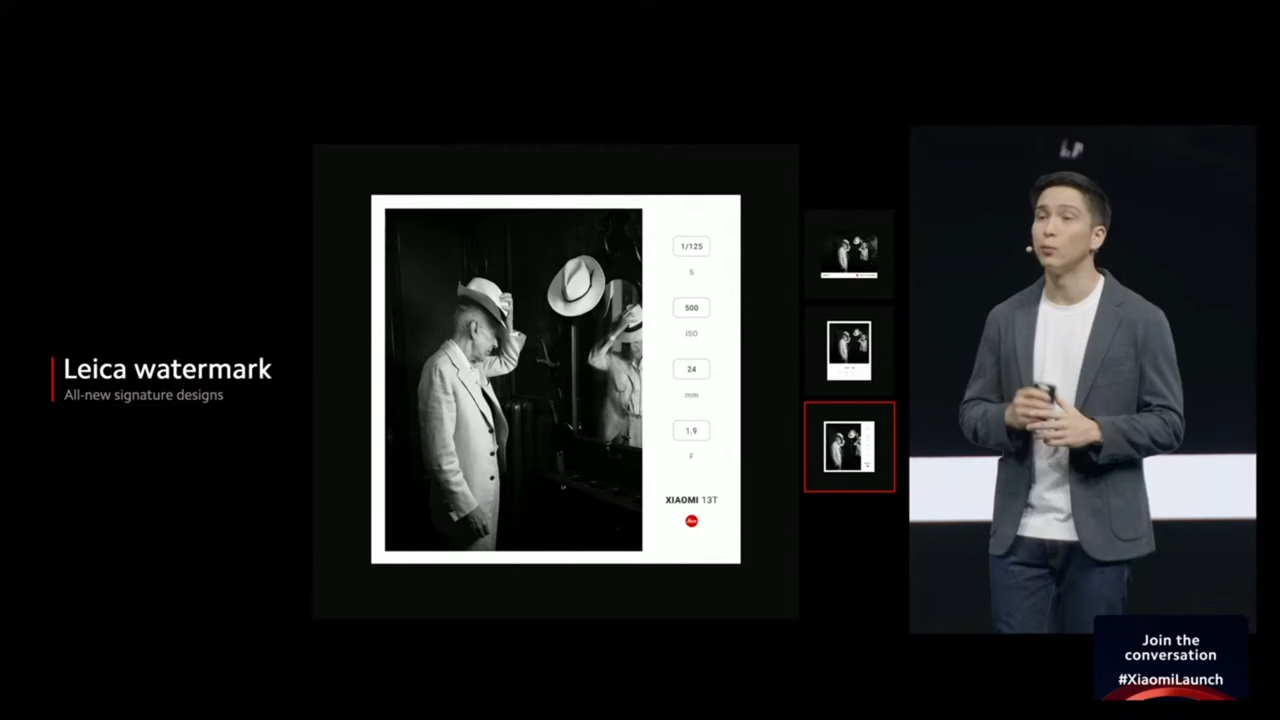 Leica watermark
All-new signature designs
1/125
S
500
ISO
24
mm
1.9
F
XIAOMI 13T
Leica
Join the
conversation
#XiaomiLaunch